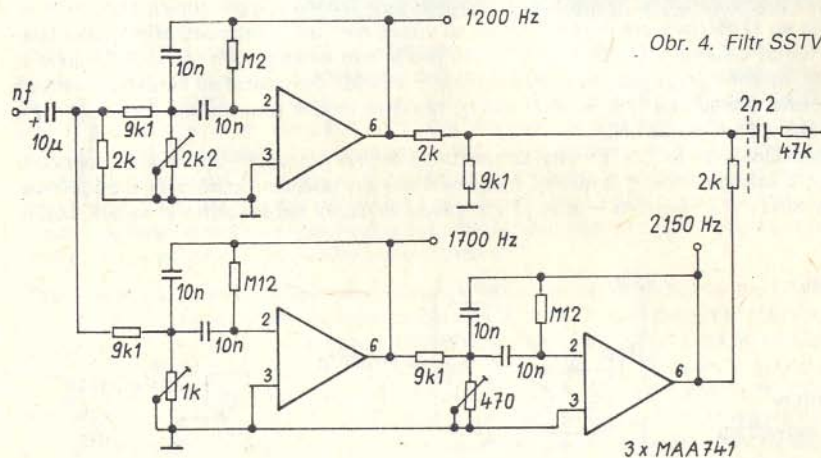 1200 Hz
Obr. 4. Filtr SSTV
10n
M2
nf
+
10µ
9k1
10n
2
6
2n2
2k
2k2
3
2k
9k1
2k
47k
1700 Hz
2150 Hz
10n
M12
10n
M12
9k1
10n
2
6
9k1
10n
2
6
1k
3
470
3
3 x MAA741